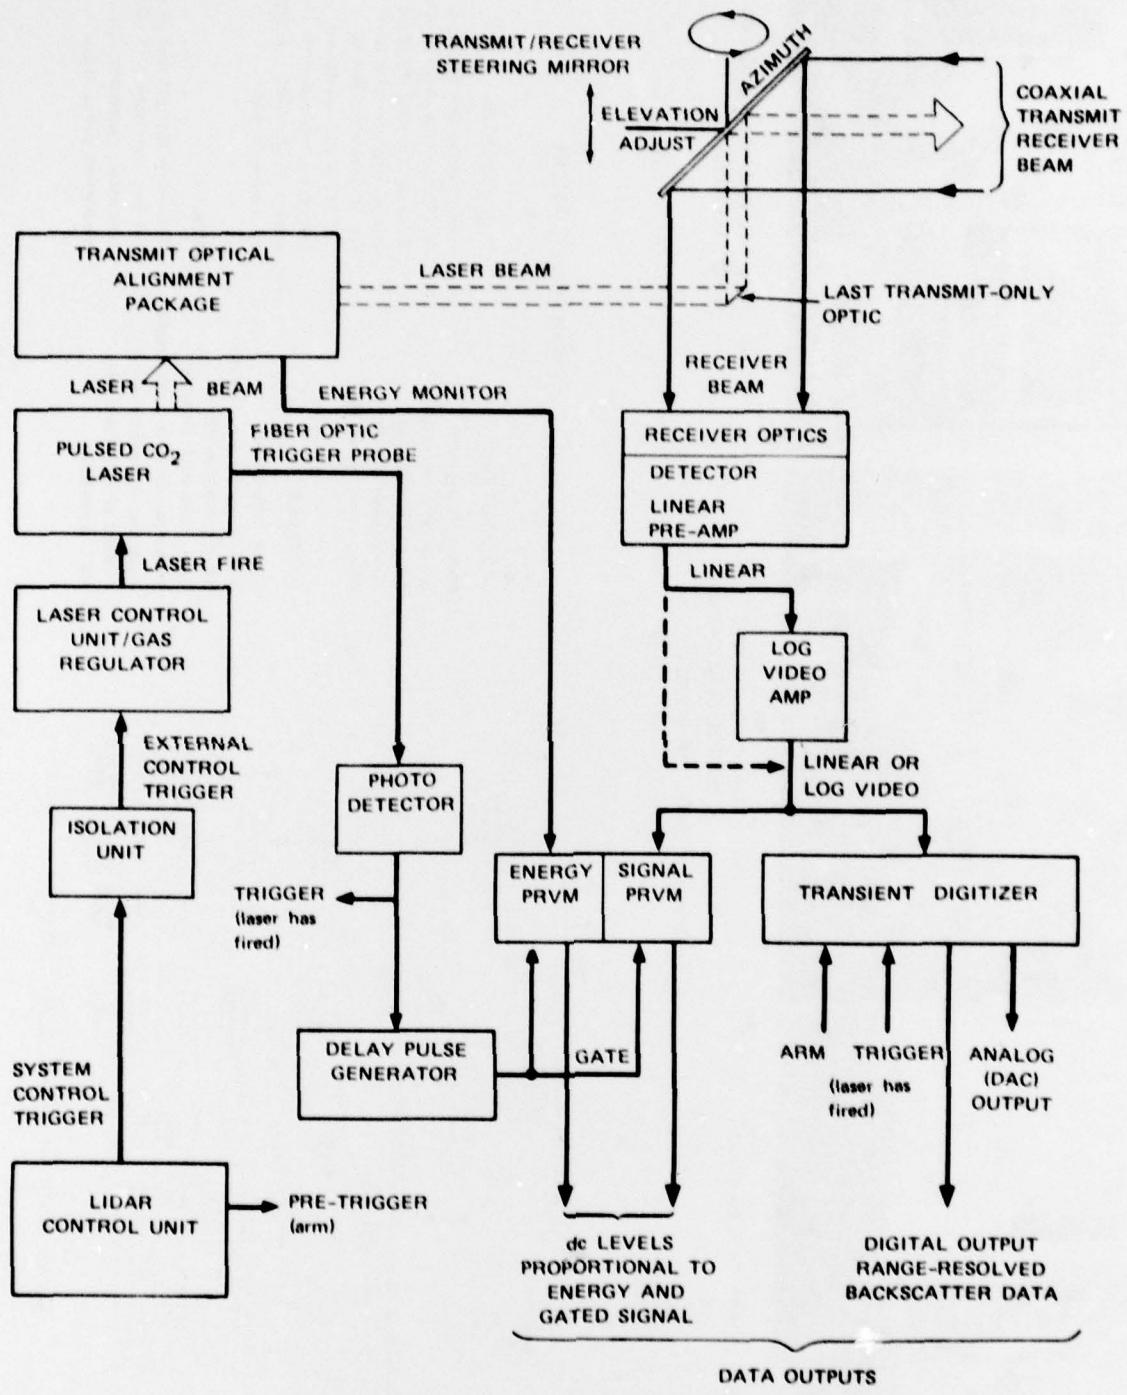 TRANSMIT/RECEIVER
STEERING MIRROR
AZIMUTH
ELEVATION
ADJUST
COAXIAL
TRANSMIT
RECEIVER
BEAM
TRANSMIT OPTICAL
ALIGNMENT
PACKAGE
LASER BEAM
LAST TRANSMIT-ONLY
OPTIC
LASER BEAM
ENERGY MONITOR
RECEIVER
BEAM
PULSED CO2
LASER
FIBER OPTIC
TRIGGER PROBE
RECEIVER OPTICS
DETECTOR
LINEAR
PRE-AMP
LASER FIRE
LINEAR
LASER CONTROL
UNIT/GAS
REGULATOR
LOG
VIDEO
AMP
EXTERNAL
CONTROL
TRIGGER
LINEAR OR
LOG VIDEO
PHOTO
DETECTOR
ISOLATION
UNIT
ENERGY
PRVM
SIGNAL
PRVM
TRANSIENT DIGITIZER
TRIGGER
(laser has
fired)
DELAY PULSE
GENERATOR
GATE
ARM
TRIGGER
(laser has
fired)
ANALOG
(DAC)
OUTPUT
SYSTEM
CONTROL
TRIGGER
LIDAR
CONTROL UNIT
PRE-TRIGGER
(arm)
dc LEVELS
PROPORTIONAL TO
ENERGY AND
GATED SIGNAL
DIGITAL OUTPUT
RANGE-RESOLVED
BACKSCATTER DATA
DATA OUTPUTS